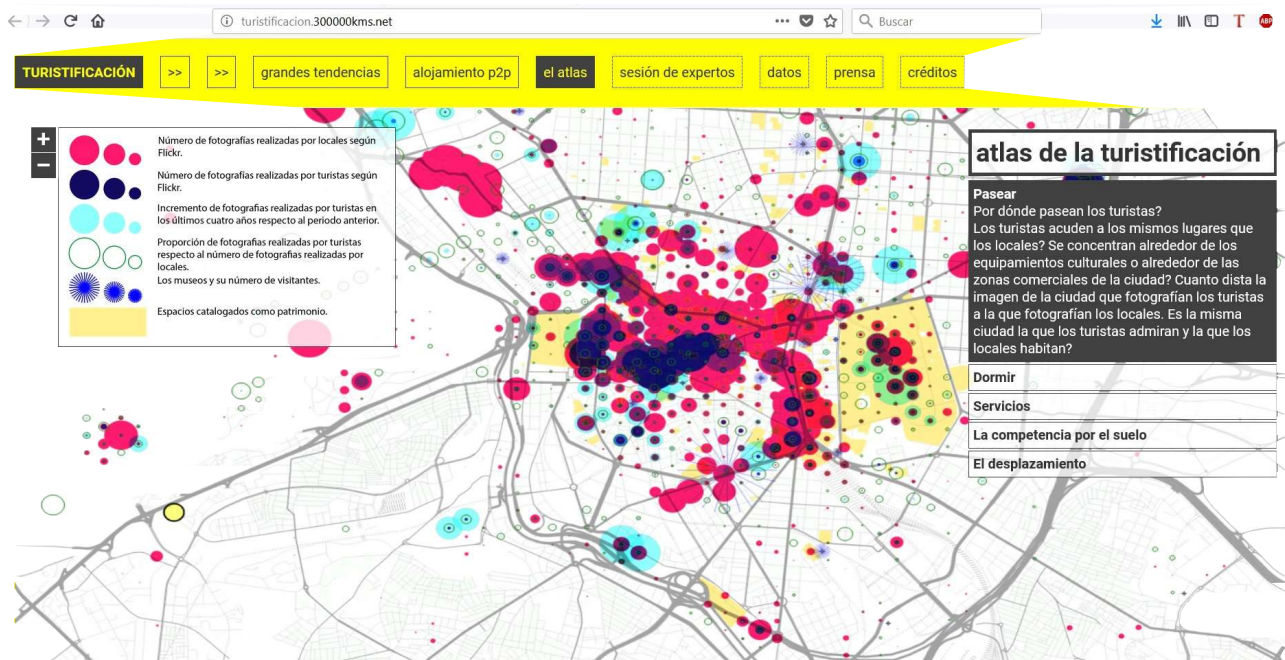 turistificacion.300000kms.net
Buscar
T
ABP
TURISTIFICACIÓN
>>
>>
grandes tendencias
alojamiento p2p
el atlas
sesión de expertos
datos
prensa
créditos
+
−
Número de fotografías realizadas por locales según
Flickr.
Número de fotografías realizadas por turistas según
Flickr.
Incremento de fotografías realizadas por turistas en
los últimos cuatro años respecto al periodo anterior.
Proporción de fotografias realizadas por turistas
respecto al número de fotografias realizadas por
locales.
Los museos y su número de visitantes.
Espacios catalogados como patrimonio.
atlas de la turistificación
Pasear
Por dónde pasean los turistas?
Los turistas acuden a los mismos lugares que
los locales? Se concentran alrededor de los
equipamientos culturales o alrededor de las
zonas comerciales de la ciudad? Cuanto dista la
imagen de la ciudad que fotografían los turistas
a la que fotografían los locales. Es la misma
ciudad la que los turistas admiran y la que los
locales habitan?
Dormir
Servicios
La competencia por el suelo
El desplazamiento